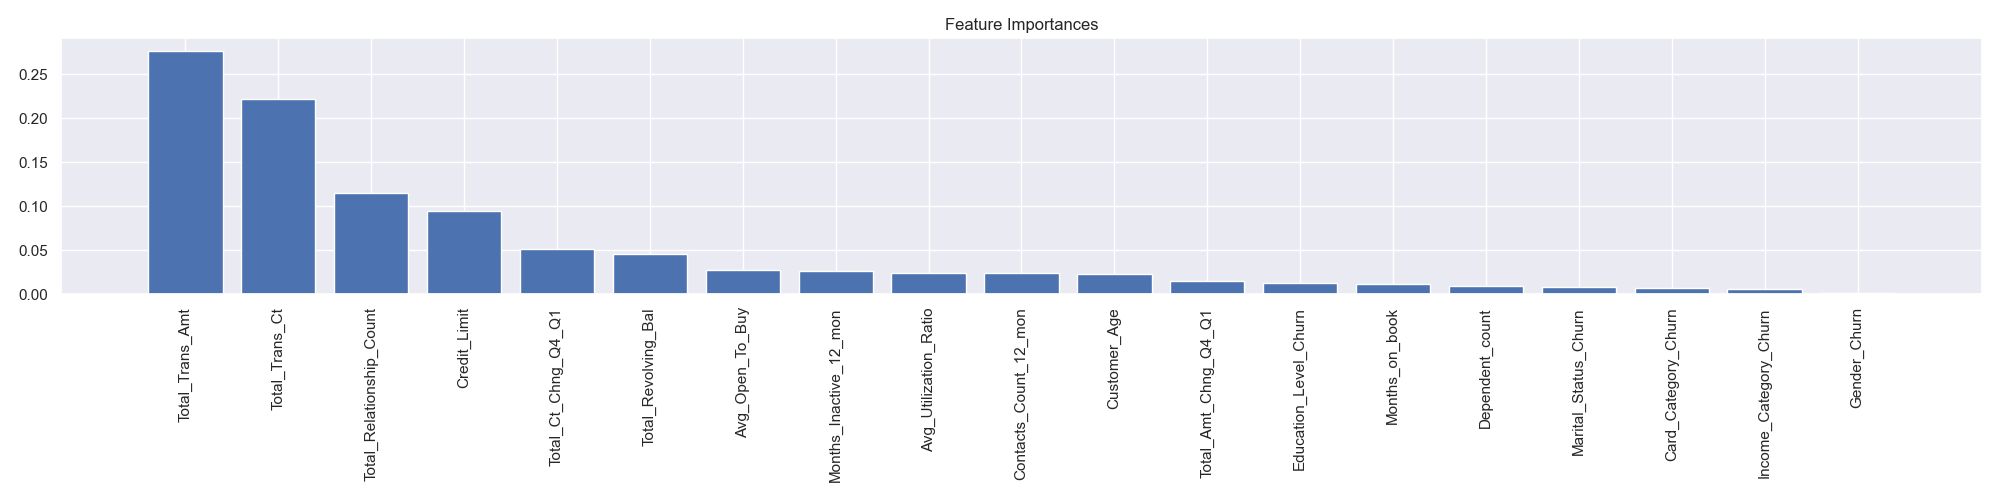 Feature Importances
0.25
0.20
0.15
0.10
0.05
0.00
Total_Trans_Amt
Total_Trans_Ct
Total_Relationship_Count
Credit_Limit
Total_Ct_Chng_Q4_Q1
Total_Revolving_Bal
Avg_Open_To_Buy
Months_Inactive_12_mon
Avg_Utilization_Ratio
Contacts_Count_12_mon
Customer_Age
Total_Amt_Chng_Q4_Q1
Education_Level_Churn
Months_on_book
Dependent_count
Marital_Status_Churn
Card_Category_Churn
Income_Category_Churn
Gender_Churn